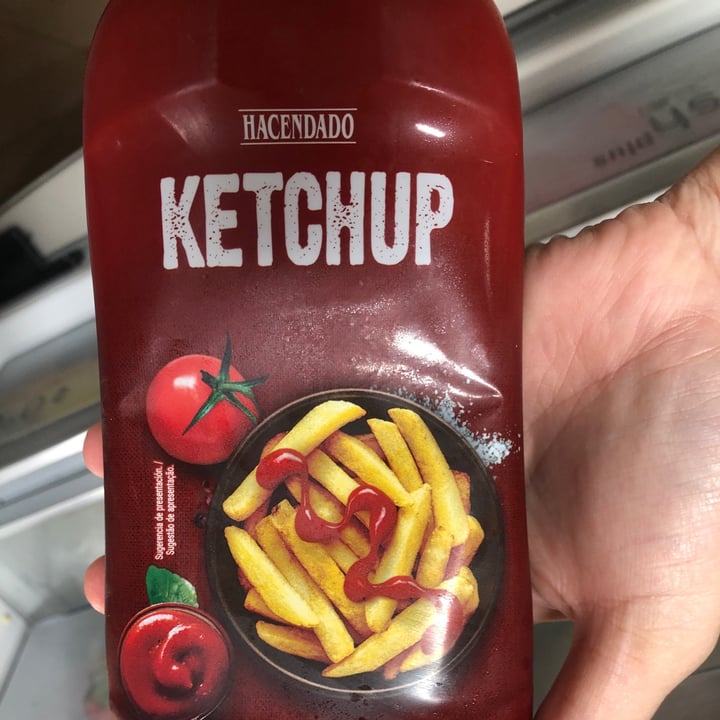 HACENDADO
KETCHUP
Sugerencia de presentación. /
Sugestão de apresentação.